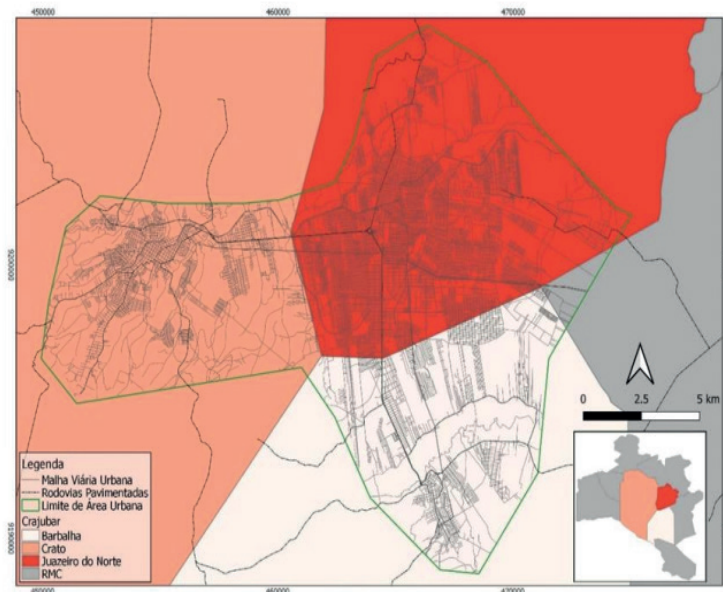 450000 460000 470000
9200000
9190000
0 2.5 5 km
Legenda
Malha Viária Urbana
Rodovias Pavimentadas
Limite de Área Urbana
Crajubar
Barbalha
Crato
Juazeiro do Norte
RMC
450000 460000 470000